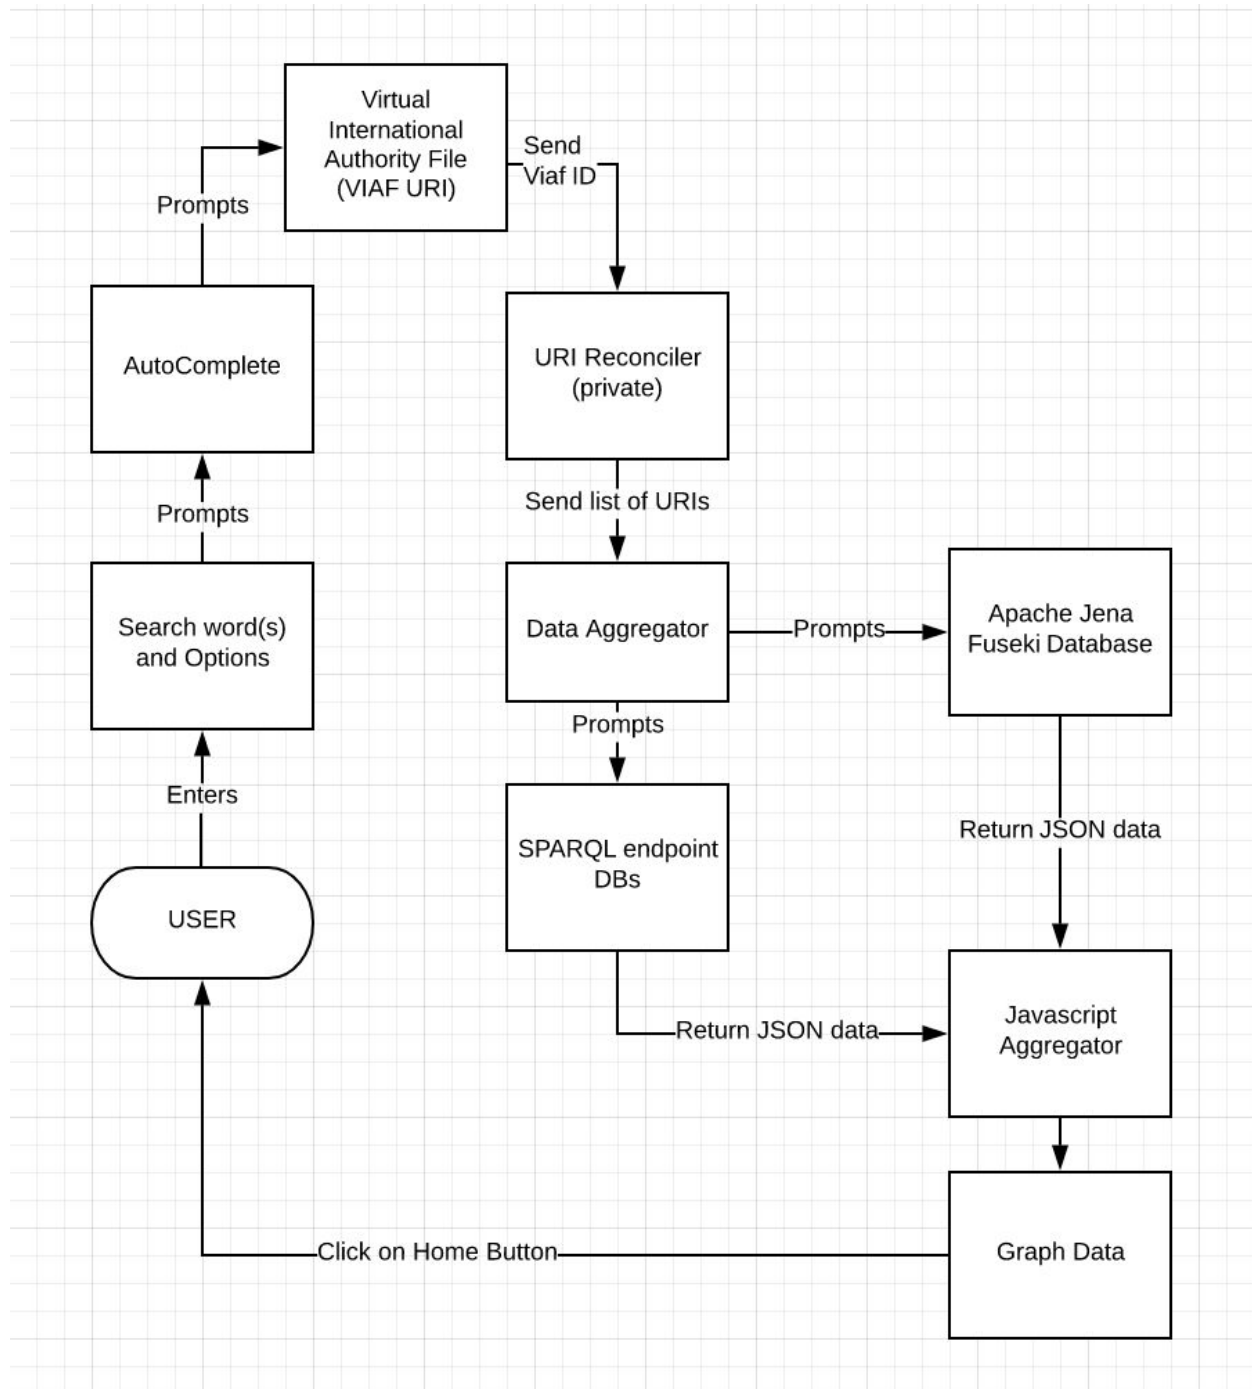 Virtual
International
Authority File
(VIAF URI)
Send
Viaf ID
Prompts
AutoComplete
URI Reconciler
(private)
Prompts
Send list of URIs
Search word(s)
and Options
Data Aggregator
Prompts
Apache Jena
Fuseki Database
Prompts
Enters
SPARQL endpoint
DBs
Return JSON data
USER
Return JSON data
Javascript
Aggregator
Click on Home Button
Graph Data